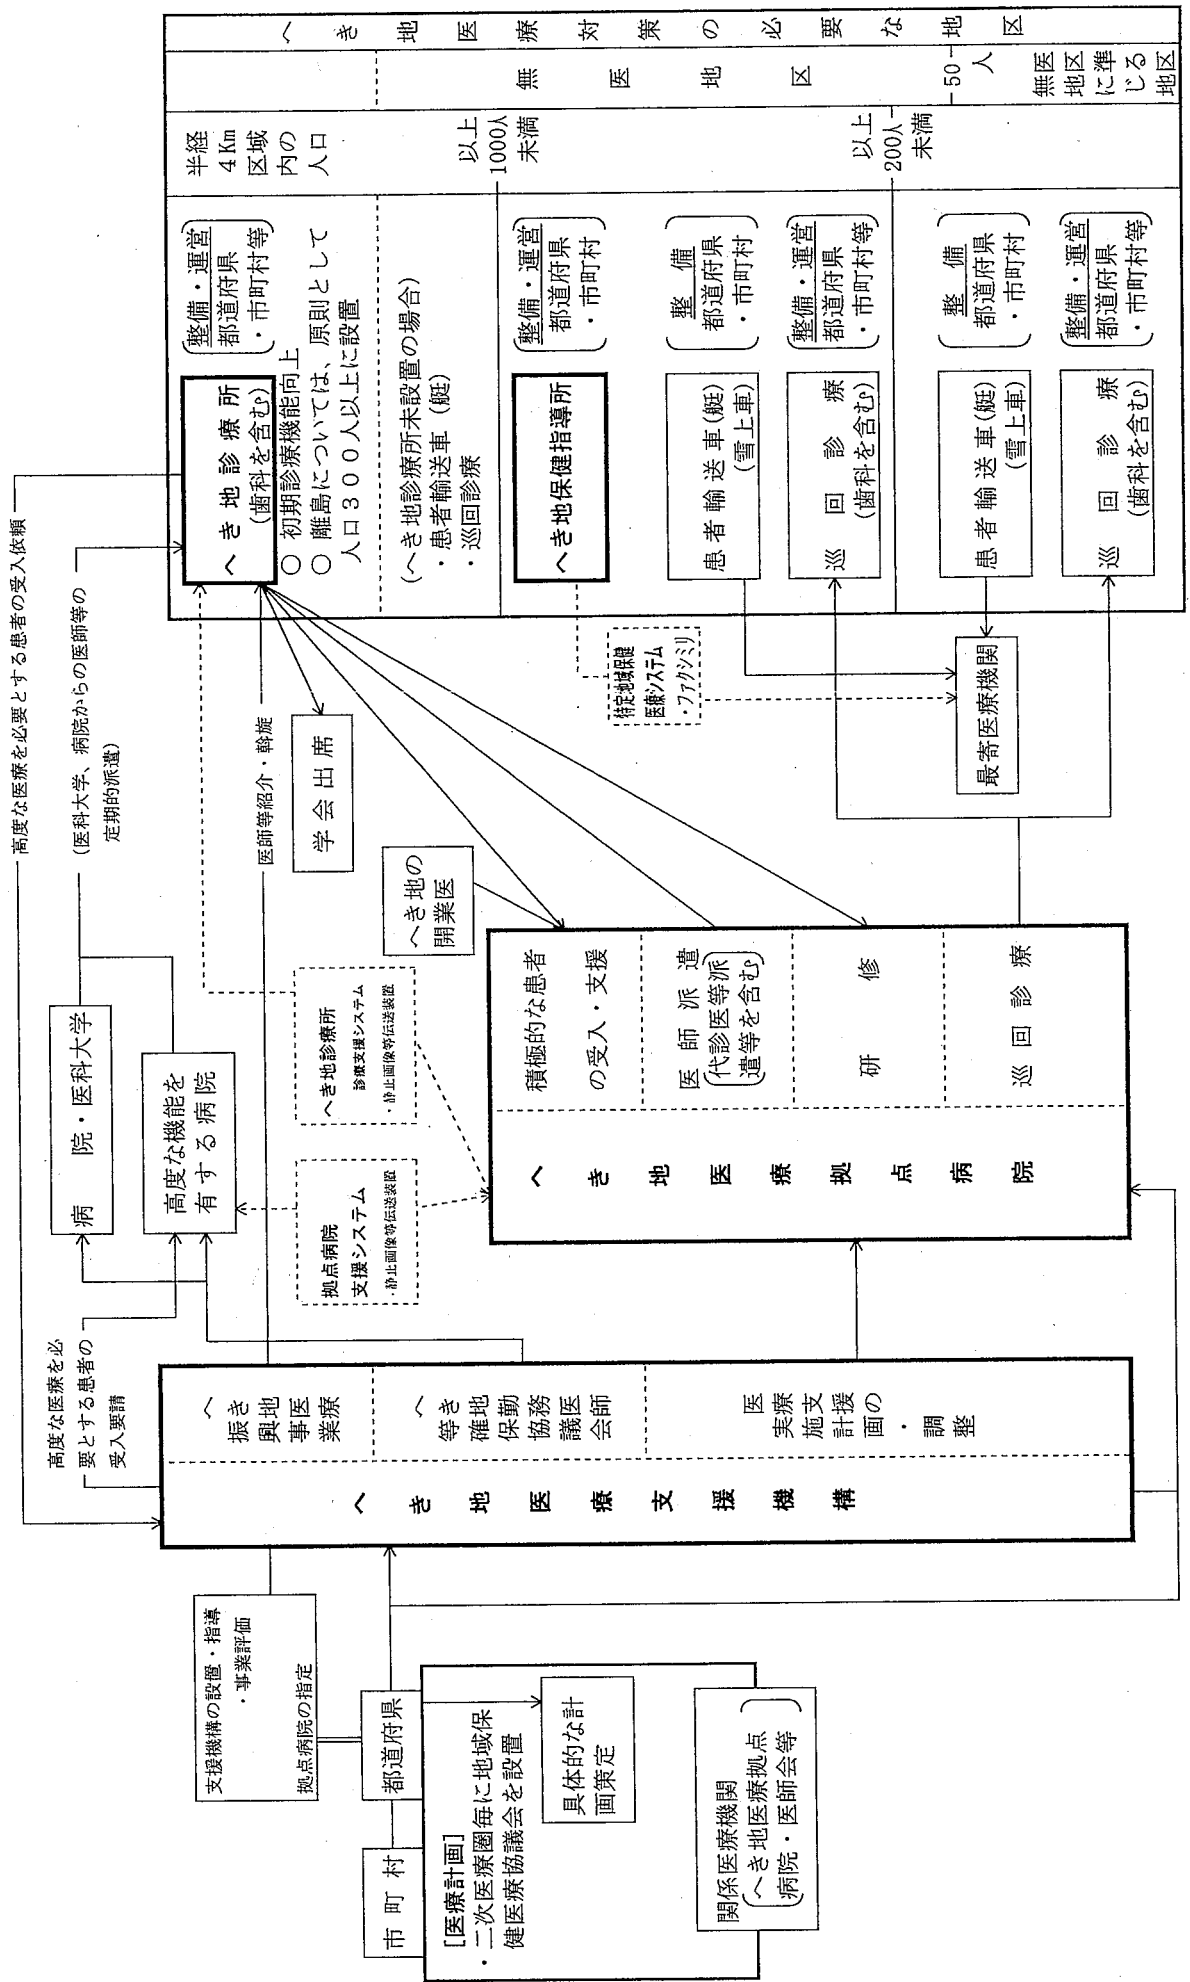 高度な医療を必要とする患者の受入依頼
支援機構の設置・指導
・事業評価
拠点病院の指定
市町村
都道府県
[医療計画]
・二次医療圏毎に地域保
健医療協議会を設置
具体的な計
画策定
関係医療機関
(へき地医療拠点
病院・医師会等)
高度な医療を必
要とする患者の
受入要請
へき地医療支援機構
へき地医療
振興事業
へき地勤務医師
等確保協議会
医療支援の
実施計画・調整
病院・医科大学
高度な機能を
有する病院
(医科大学、病院からの医師等の
定期的派遣)
医師等紹介・斡旋
拠点病院
支援システム
・静止画像等伝送装置
へき地診療所
診療支援システム
・静止画像等伝送装置
へき地医療拠点病院
積極的な患者
の受入・支援
医師派遣
(代診医等派
遣等を含む)
研修
巡回診療
へき地の
開業医
学会出席
特定地域保健
医療システム
・ファクシミリ
最寄医療機関
へき地診療所
(歯科を含む)
整備・運営
都道府県
・市町村等
○ 初期診療機能向上
○ 離島については、原則として
人口300人以上に設置
(へき地診療所未設置の場合)
・患者輸送車(艇)
・巡回診療
へき地保健指導所
整備・運営
都道府県
・市町村
患者輸送車(艇)
(雪上車)
整備
都道府県
・市町村
巡回診療
(歯科を含む)
整備・運営
都道府県
・市町村等
患者輸送車(艇)
(雪上車)
整備
都道府県
・市町村
巡回診療
(歯科を含む)
整備・運営
都道府県
・市町村等
半経
4Km
区域
内の
人口
以上
1000人
未満
以上
200人
未満
無医地区
50
人
無医
地区
に準
じる
地区
へき地医療対策の必要な地区